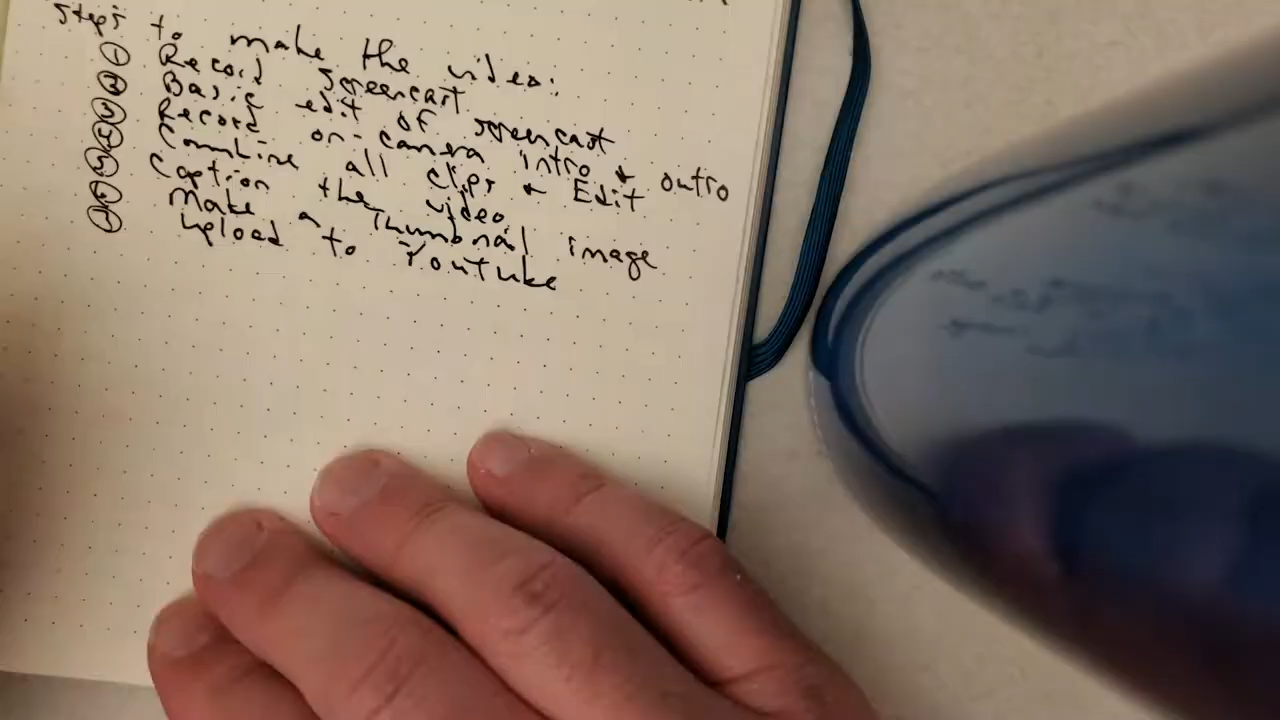 Steps to make the video:
① Record screencast
② Basic edit of screencast
③ Record on-camera intro & outro
④ Combine all clips & Edit
⑤ Caption the video
⑥ Make a Thumbnail image
⑦ Upload to YouTube